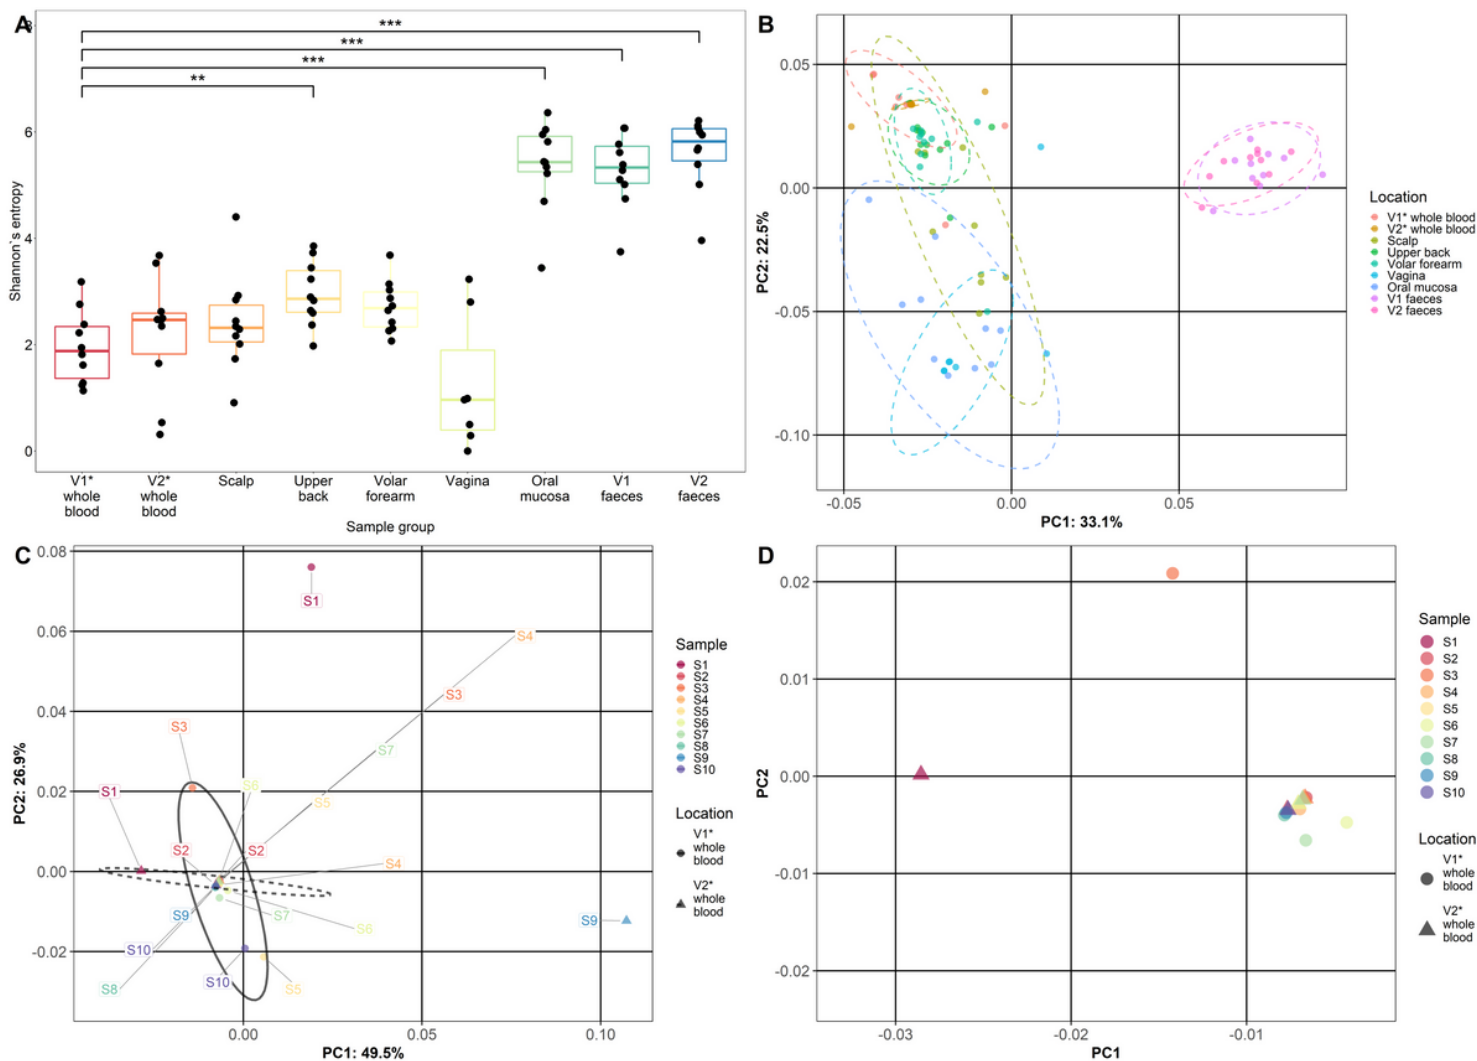 A
8
6
4
2
0
Shannon`s entropy
***
***
***
**
V1*
whole
blood
V2*
whole
blood
Scalp
Upper
back
Volar
forearm
Vagina
Oral
mucosa
V1
faeces
V2
faeces
Sample group
B
0.05
0.00
-0.05
-0.10
PC2: 22.5%
-0.05
0.00
0.05
PC1: 33.1%
Location
V1* whole blood
V2* whole blood
Scalp
Upper back
Volar forearm
Vagina
Oral mucosa
V1 faeces
V2 faeces
C
0.08
0.06
0.04
0.02
0.00
-0.02
PC2: 26.9%
S1
S4
S3
S3
S7
S6
S1
S5
S2
S2
S4
S9
S7
S9
S6
S10
S10
S8
S5
0.00
0.05
0.10
PC1: 49.5%
Sample
S1
S2
S3
S4
S5
S6
S7
S8
S9
S10
Location
V1*
whole
blood
V2*
whole
blood
D
0.02
0.01
0.00
-0.01
-0.02
PC2
-0.03
-0.02
-0.01
PC1
Sample
S1
S2
S3
S4
S5
S6
S7
S8
S9
S10
Location
V1*
whole
blood
V2*
whole
blood